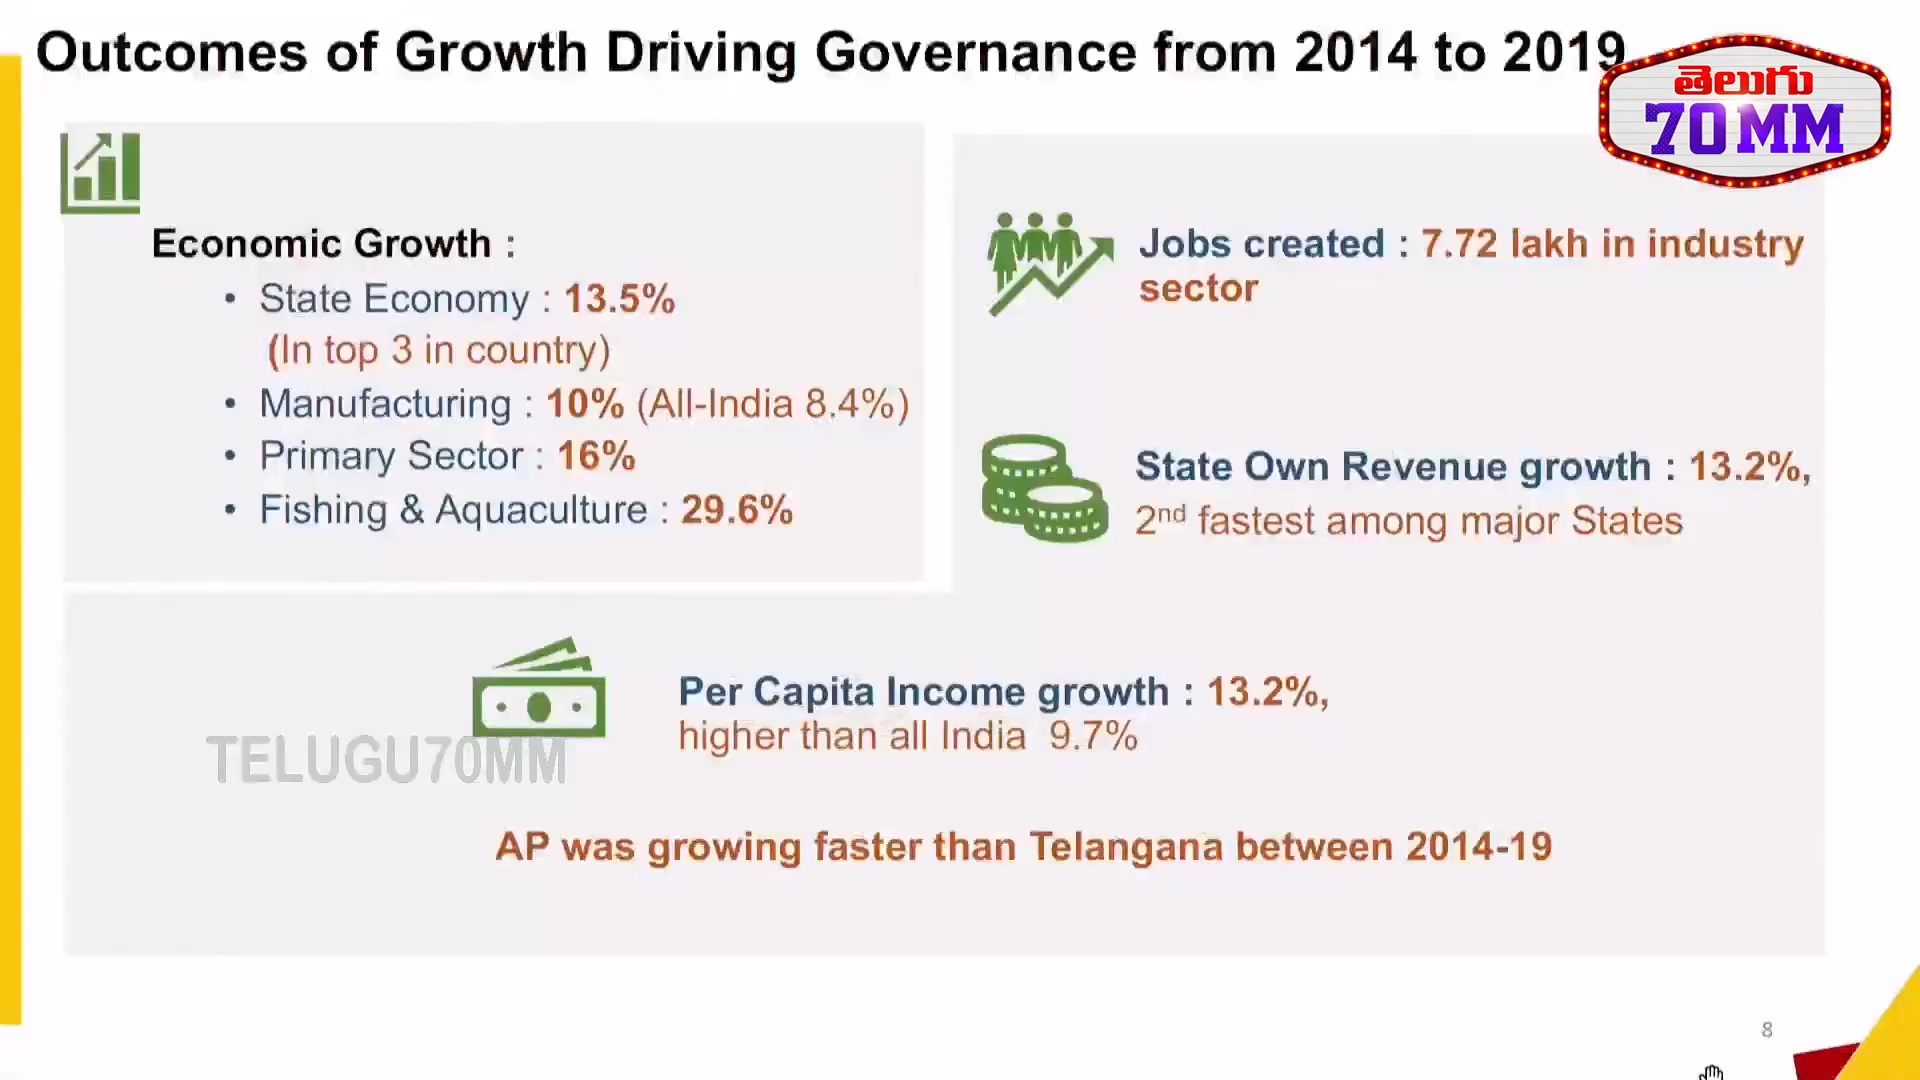 Outcomes of Growth Driving Governance from 2014 to 2019
తెలుగు
70MM
Economic Growth :
• State Economy : 13.5%
(In top 3 in country)
• Manufacturing : 10% (All-India 8.4%)
• Primary Sector : 16%
• Fishing & Aquaculture : 29.6%
Jobs created : 7.72 lakh in industry
sector
State Own Revenue growth : 13.2%,
2nd fastest among major States
Per Capita Income growth : 13.2%,
higher than all India 9.7%
TELUGU70MM
AP was growing faster than Telangana between 2014-19
8